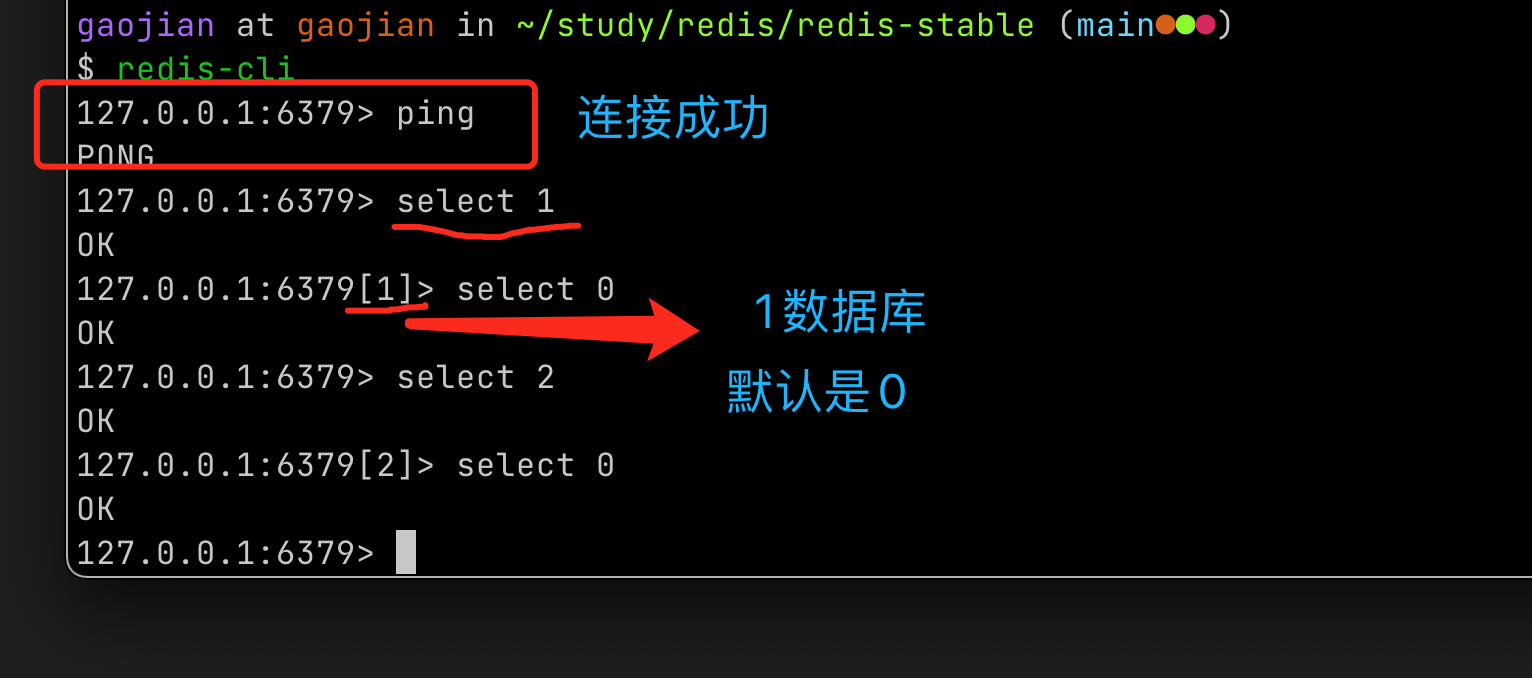 gaojian at gaojian in ~/study/redis/redis-stable (main)
$ redis-cli
127.0.0.1:6379> ping
连接成功
PONG
127.0.0.1:6379> select 1
OK
127.0.0.1:6379[1]> select 0
1数据库
OK
127.0.0.1:6379> select 2
默认是0
OK
127.0.0.1:6379[2]> select 0
OK
127.0.0.1:6379>